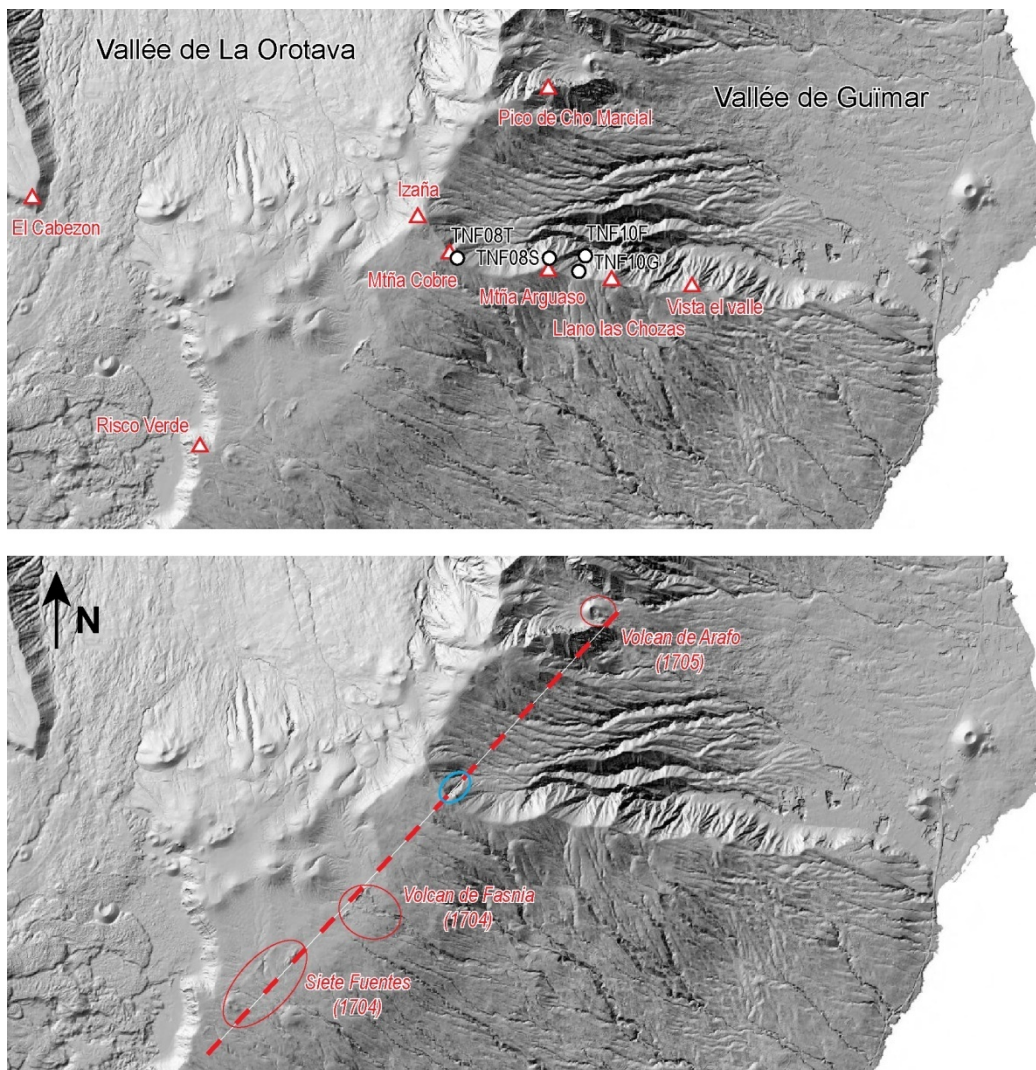 Vallée de La Orotava
Vallée de Guïmar
Pico de Cho Marcial
Izaña
El Cabezon
TNF08T
TNF10F
TNF08S
TNF10G
Mtña Cobre
Mtña Arguaso
Vista el valle
Llano las Chozas
Risco Verde
N
Volcan de Arafo
(1705)
Volcan de Fasnia
(1704)
Siete Fuentes
(1704)